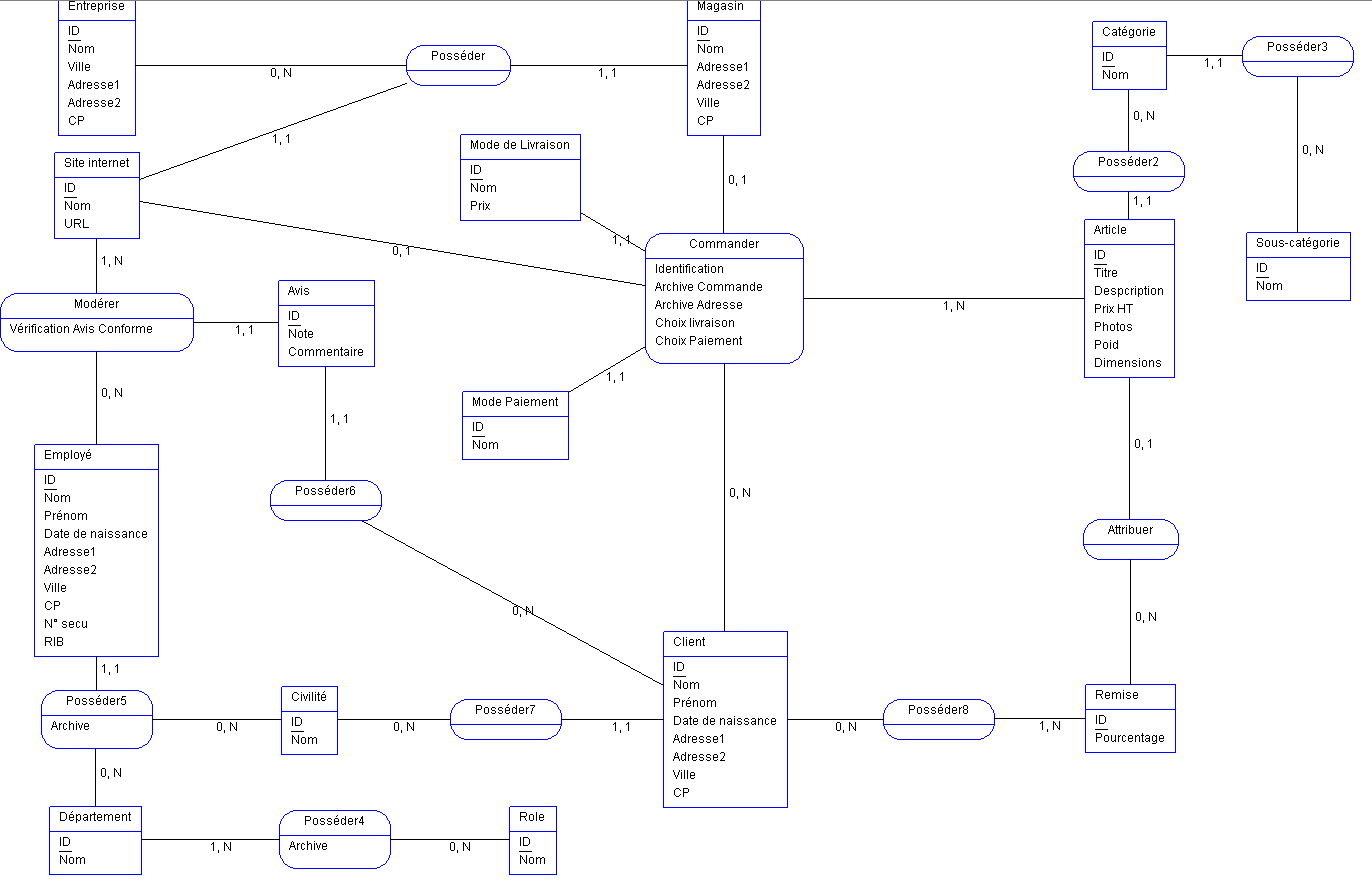 Entreprise
ID
Nom
Ville
Adresse1
Adresse2
CP
0, N
Posséder
1, 1
Magasin
ID
Nom
Adresse1
Adresse2
Ville
CP
Catégorie
ID
Nom
1, 1
Posséder3
0, N
Posséder2
1, 1
0, N
Sous-catégorie
ID
Nom
1, 1
Site internet
ID
Nom
URL
Mode de Livraison
ID
Nom
Prix
1, 1
0, 1
0, 1
Commander
Identification
Archive Commande
Archive Adresse
Choix livraison
Choix Paiement
1, N
Article
ID
Titre
Despcription
Prix HT
Photos
Poid
Dimensions
1, N
Modérer
Vérification Avis Conforme
1, 1
Avis
ID
Note
Commentaire
1, 1
Mode Paiement
ID
Nom
0, N
1, 1
0, N
0, 1
Employé
ID
Nom
Prénom
Date de naissance
Adresse1
Adresse2
Ville
CP
N° secu
RIB
Posséder6
0, N
Attribuer
0, N
1, 1
Posséder5
Archive
0, N
Civilité
ID
Nom
0, N
Posséder7
1, 1
Client
ID
Nom
Prénom
Date de naissance
Adresse1
Adresse2
Ville
CP
0, N
Posséder8
1, N
Remise
ID
Pourcentage
0, N
Département
ID
Nom
1, N
Posséder4
Archive
0, N
Role
ID
Nom